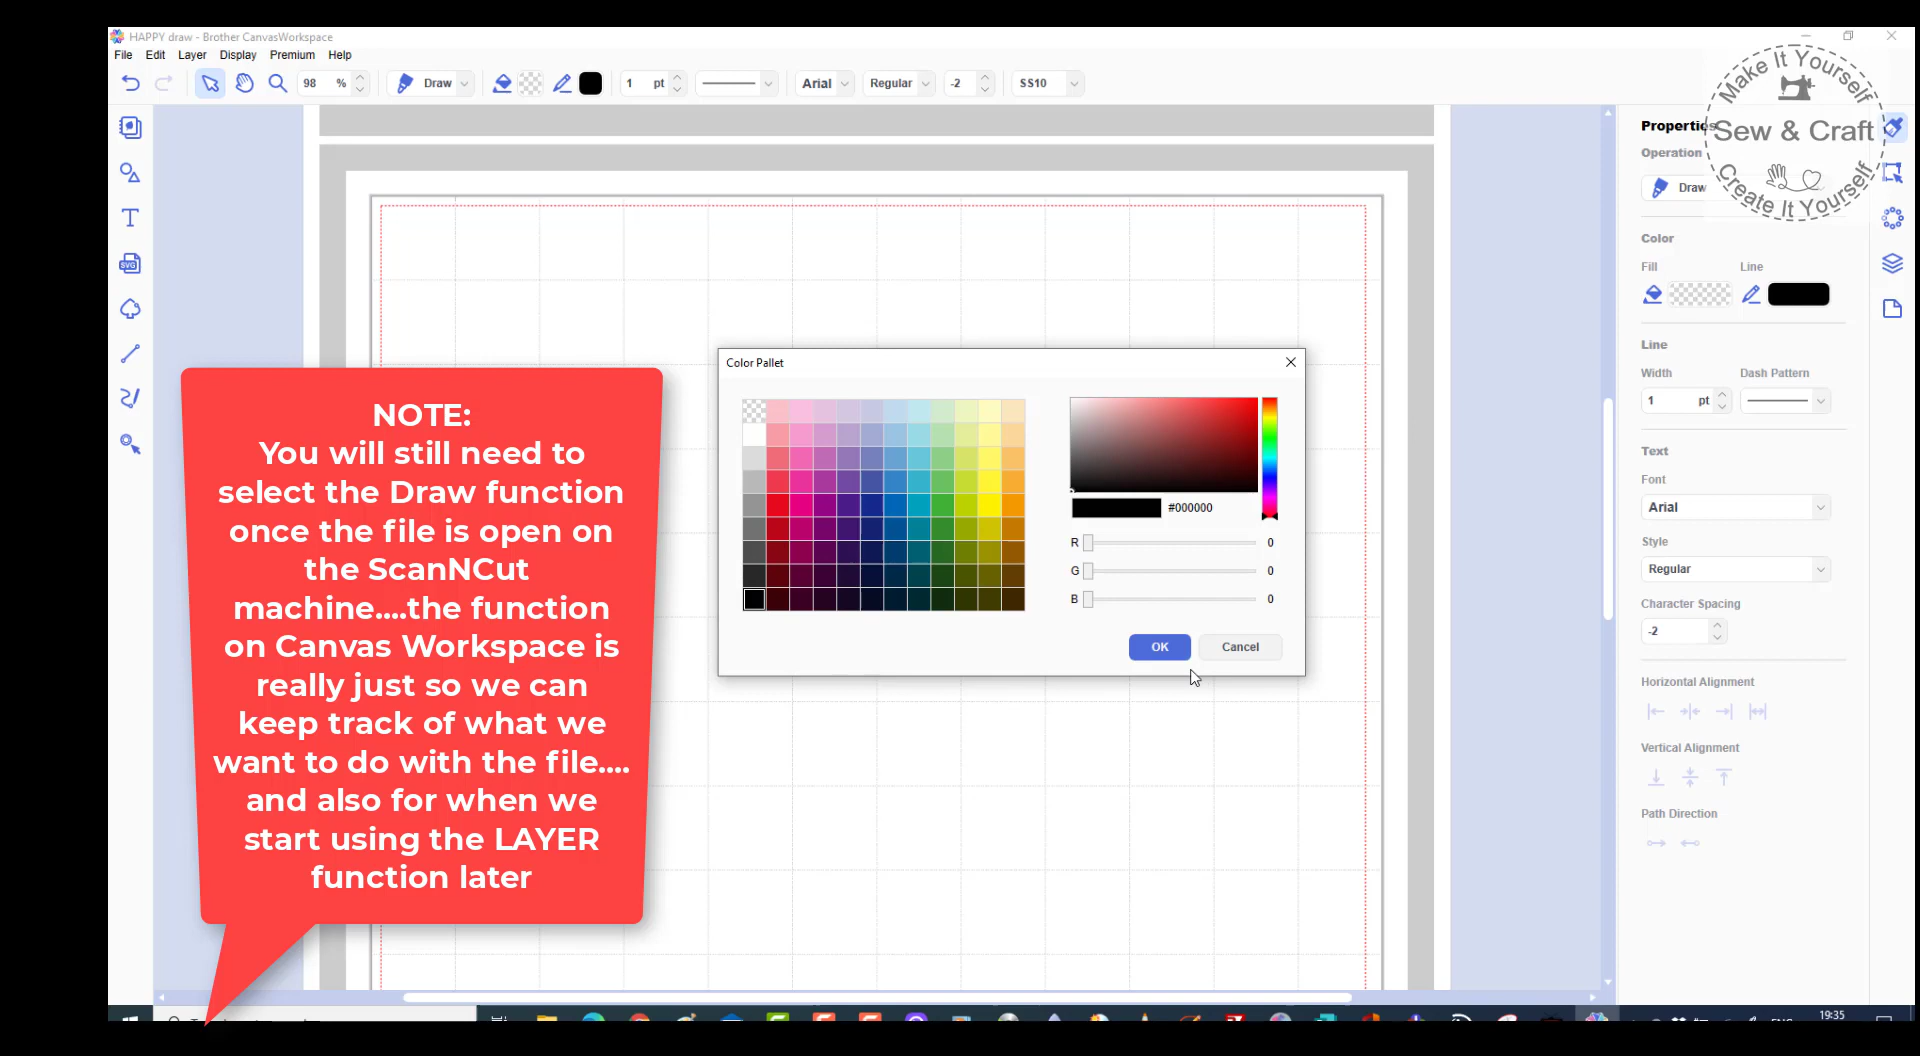 HAPPY draw - Brother CanvasWorkspace
File Edit Layer Display Premium Help
98 % Draw 1 pt Arial Regular -2 SS10
Make It Yourself
Sew & Craft
Create It Yourself
Properties
Operation
Draw
Color
Fill Line
Line
Width Dash Pattern
1 pt
Text
Font
Arial
Style
Regular
Character Spacing
-2
Horizontal Alignment
Vertical Alignment
Path Direction
SVG
Color Pallet
#000000
R 0
G 0
B 0
OK Cancel
NOTE:
You will still need to
select the Draw function
once the file is open on
the ScanNCut
machine....the function
on Canvas Workspace is
really just so we can
keep track of what we
want to do with the file....
and also for when we
start using the LAYER
function later
19:35